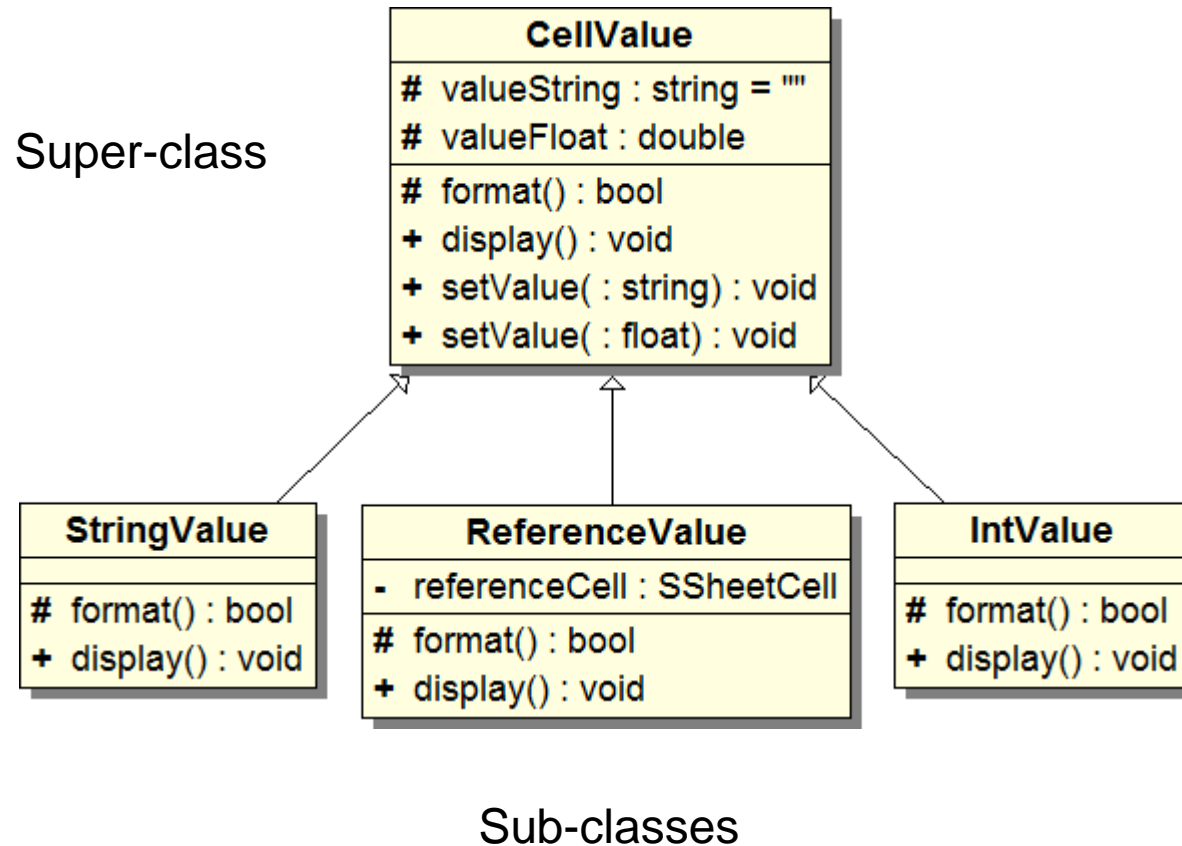 CellValue
# valueString : string = ""
# valueFloat : double
Super-class
# format() : bool
+ display() : void
+ setValue( : string) : void
+ setValue( : float) : void
StringValue
# format() : bool
+ display() : void
ReferenceValue
- referenceCell : SSheetCell
# format() : bool
+ display() : void
IntValue
# format() : bool
+ display() : void
Sub-classes